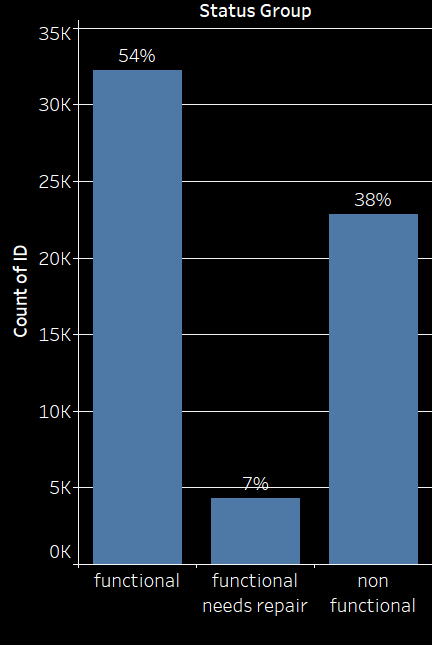 Status Group
35K
30K
25K
20K
15K
10K
5K
0K
Count of ID
54%
7%
38%
functional
functional
needs repair
non
functional